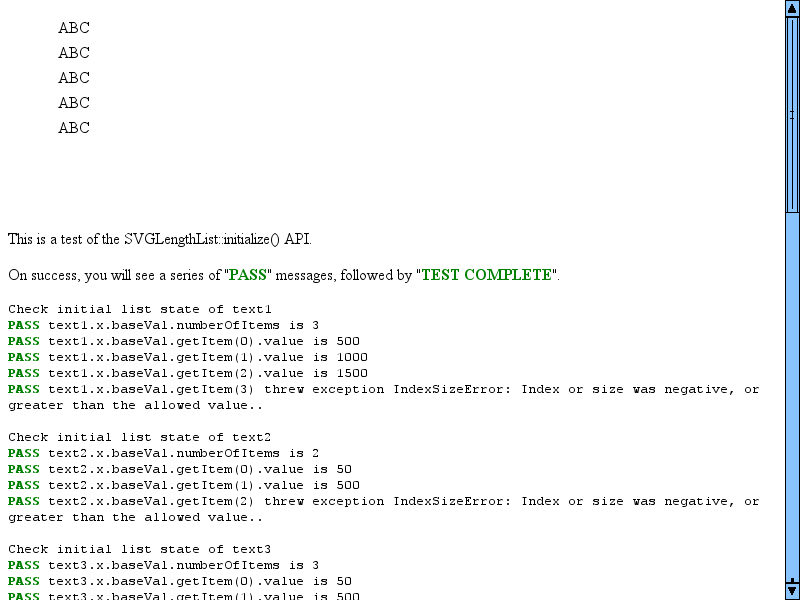 ABC
ABC
ABC
ABC
ABC
This is a test of the SVGLengthList::initialize() API.
On success, you will see a series of "PASS" messages, followed by "TEST COMPLETE".
Check initial list state of text1
PASS text1.x.baseVal.numberOfItems is 3
PASS text1.x.baseVal.getItem(0).value is 500
PASS text1.x.baseVal.getItem(1).value is 1000
PASS text1.x.baseVal.getItem(2).value is 1500
PASS text1.x.baseVal.getItem(3) threw exception IndexSizeError: Index or size was negative, or
greater than the allowed value..
Check initial list state of text2
PASS text2.x.baseVal.numberOfItems is 2
PASS text2.x.baseVal.getItem(0).value is 50
PASS text2.x.baseVal.getItem(1).value is 500
PASS text2.x.baseVal.getItem(2) threw exception IndexSizeError: Index or size was negative, or
greater than the allowed value..
Check initial list state of text3
PASS text3.x.baseVal.numberOfItems is 3
PASS text3.x.baseVal.getItem(0).value is 50
PASS text3.x.baseVal.getItem(1).value is 500